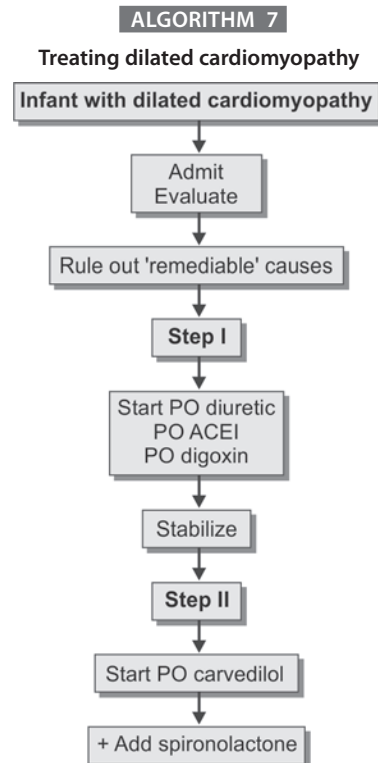 ALGORITHM 7
Treating dilated cardiomyopathy
Infant with dilated cardiomyopathy
Admit
Evaluate
Rule out 'remediable' causes
Step I
Start PO diuretic
PO ACEI
PO digoxin
Stabilize
Step II
Start PO carvedilol
+ Add spironolactone